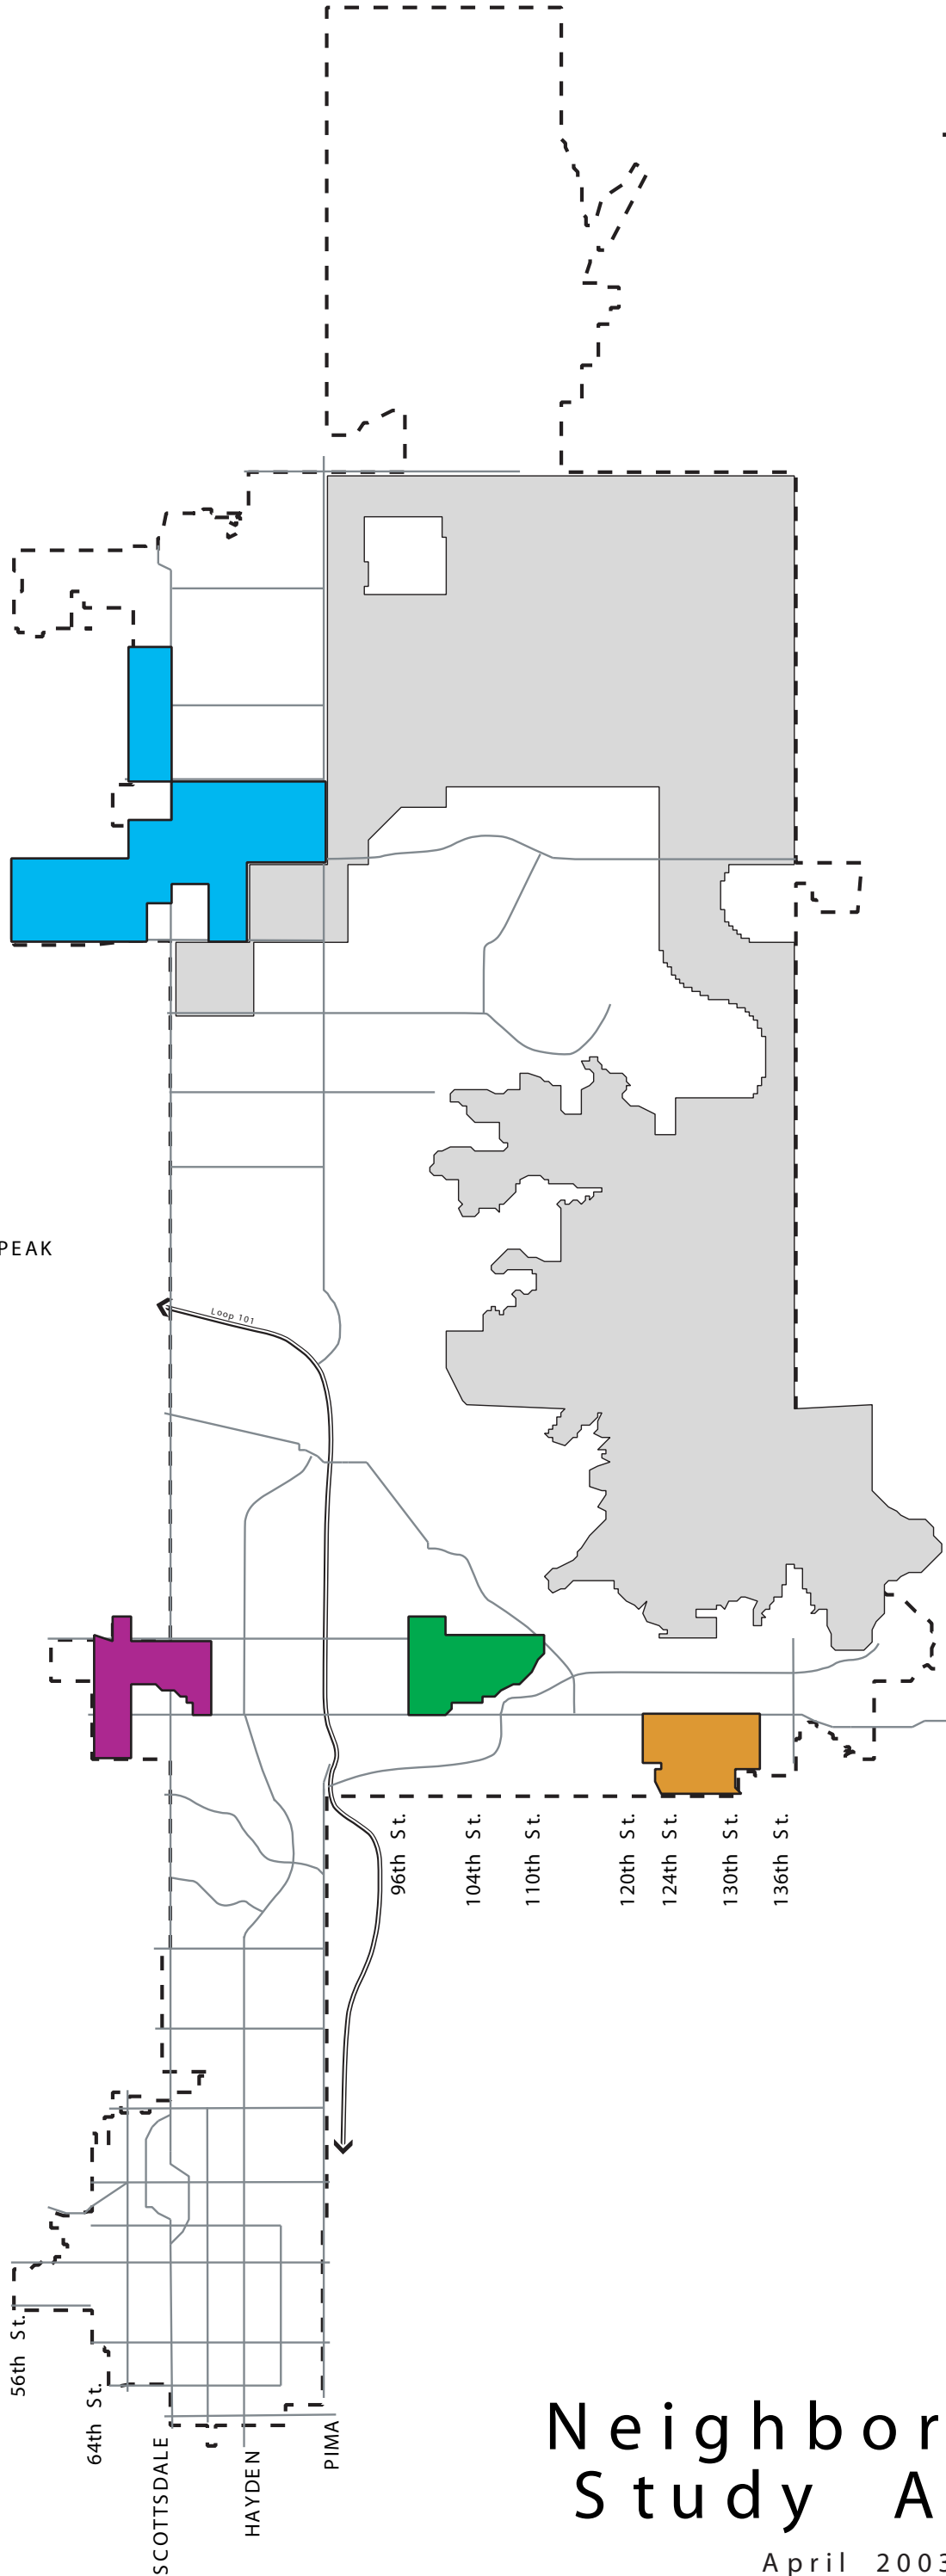 PEAK
Loop 101
96th St.
104th St.
110th St.
120th St.
124th St.
130th St.
136th St.
56th St.
64th St.
SCOTTSDALE
HAYDEN
PIMA
Neighbor
Study A
April 2003